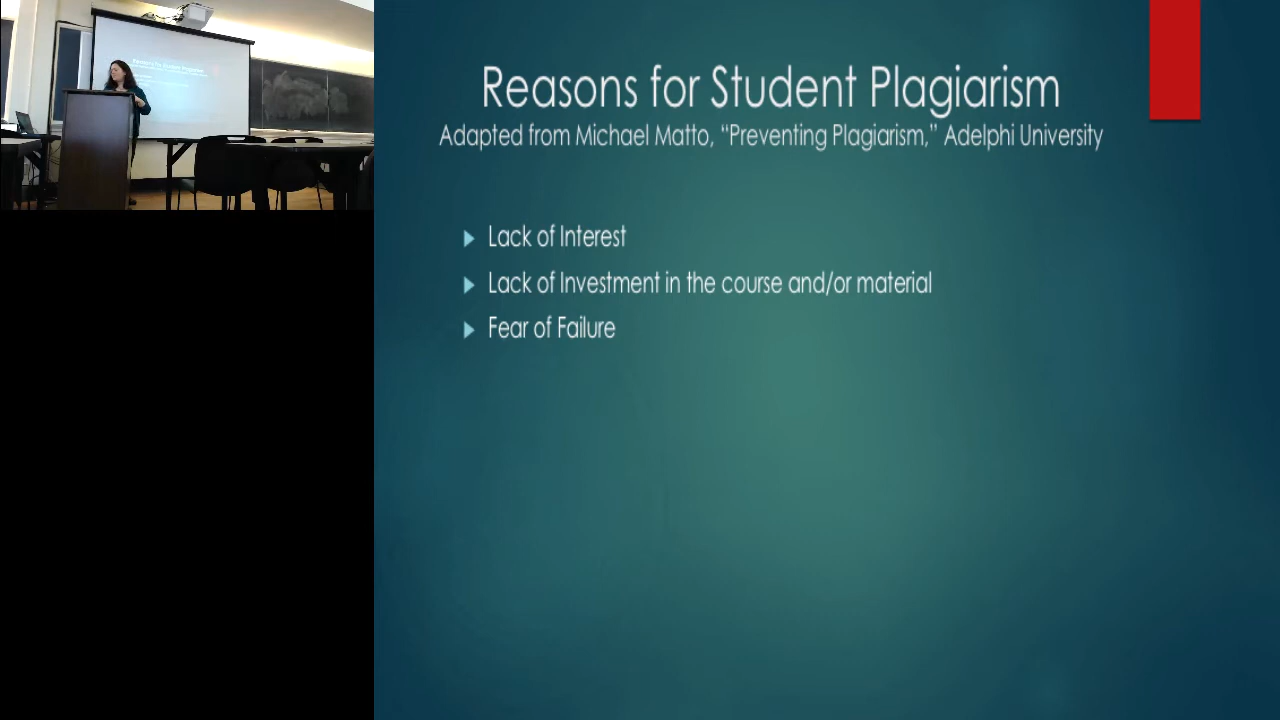 Reasons for Student Plagiarism
Adapted from Michael Matto, “Preventing Plagiarism,” Adelphi University
Lack of Interest
Lack of Investment in the course and/or material
Fear of Failure